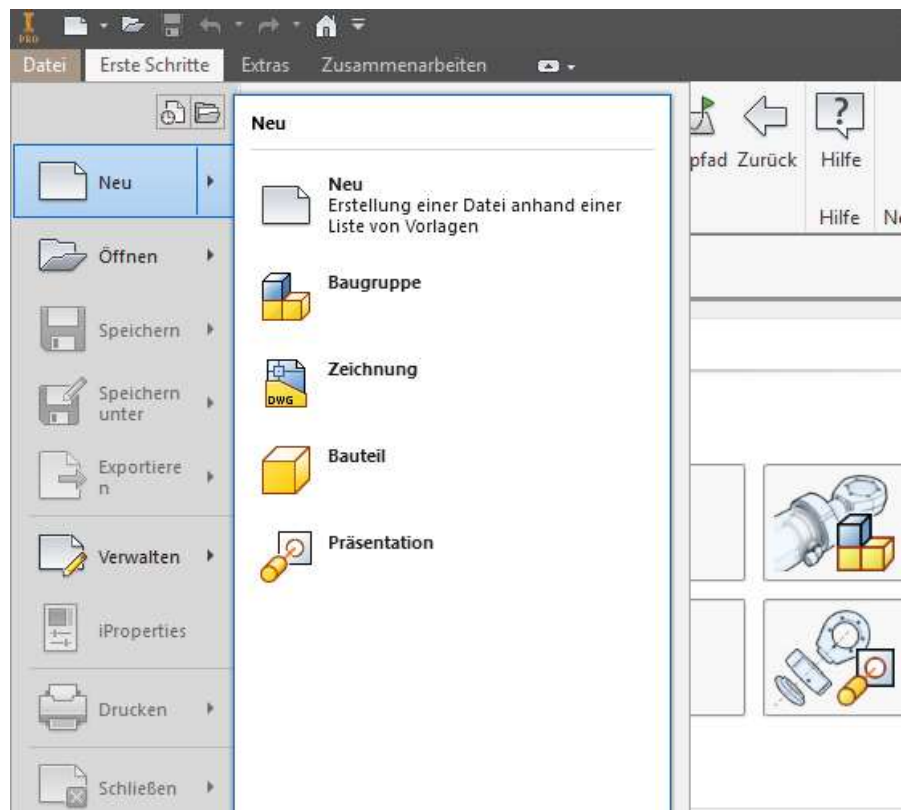 PRO
Datei Erste Schritte Extras Zusammenarbeiten
Neu
pfad Zurück Hilfe
Hilfe
Neu
Neu
Erstellung einer Datei anhand einer
Liste von Vorlagen
Öffnen
Baugruppe
Speichern
Zeichnung
DWG
Speichern
unter
Bauteil
Exportiere
n
Präsentation
Verwalten
iProperties
Drucken
Schließen